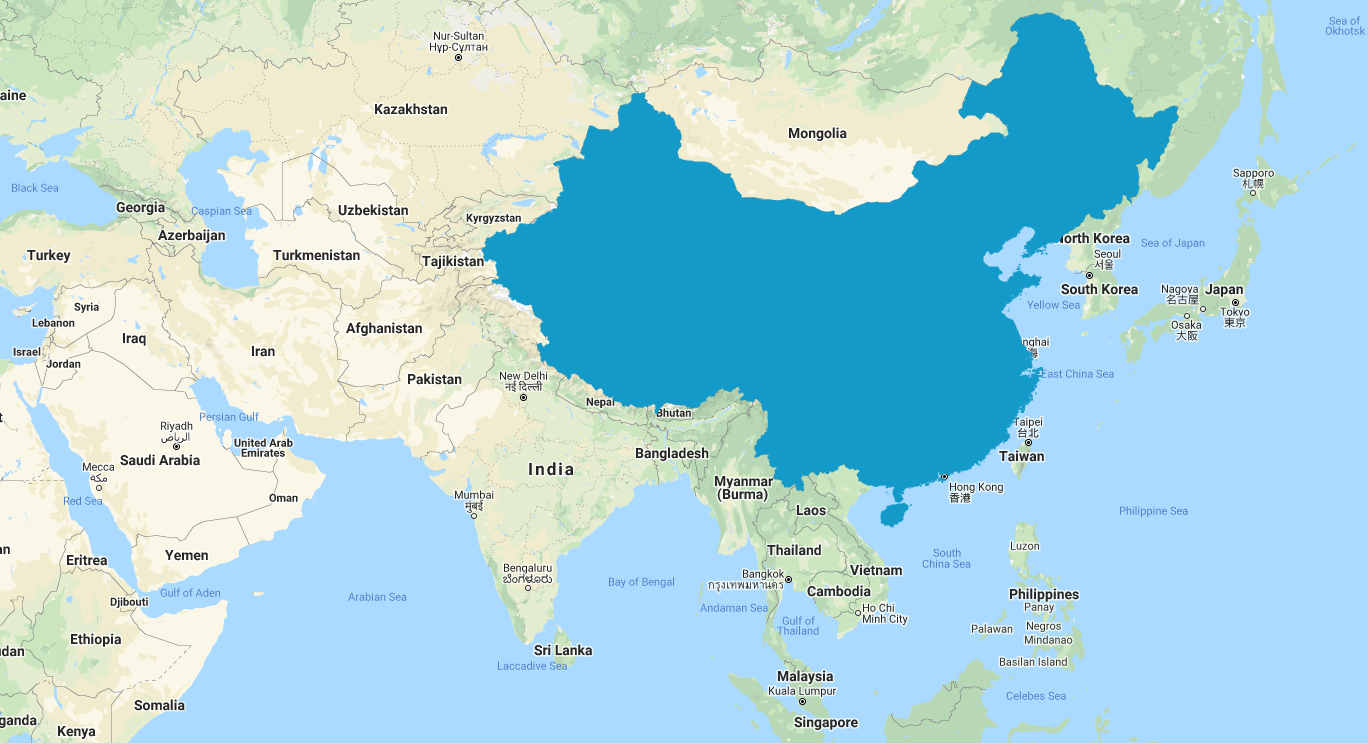 Sea of
Okhotsk
Nur-Sultan
Нұр-Сұлтан
aine
Kazakhstan
Mongolia
Sapporo
札幌
Black Sea
Georgia
Caspian Sea
Uzbekistan
Kyrgyzstan
Azerbaijan
Turkey
Turkmenistan
Tajikistan
orth Korea
Sea of Japan
Seoul
서울
South Korea
Nagoya
名古屋
Japan
Yellow Sea
Tokyo
東京
Osaka
大阪
Syria
Lebanon
Iraq
Afghanistan
Israel
Iran
Jordan
nghai
海
Pakistan
New Delhi
नई दिल्ली
East China Sea
Nepal
Bhutan
Persian Gulf
Riyadh
الرياض
United Arab
Emirates
Taipei
台北
Taiwan
Saudi Arabia
Bangladesh
Mecca
مكة
India
Myanmar
(Burma)
Hong Kong
香港
Red Sea
Oman
Mumbai
मुंबई
Laos
Philippine Sea
an
Yemen
Eritrea
Thailand
South
China Sea
Luzon
Bengaluru
ಬೆಂಗಳೂರು
Bangkok
กรุงเทพมหานคร
Vietnam
Bay of Bengal
Cambodia
Djibouti
Gulf of Aden
Arabian Sea
Andaman Sea
Ho Chi
Minh City
Philippines
Panay
Gulf of
Thailand
Palawan
Negros
Mindanao
Ethiopia
dan
Sri Lanka
Laccadive Sea
Basilan Island
Malaysia
Kuala Lumpur
Celebes Sea
Somalia
ganda
Kenya
Singapore